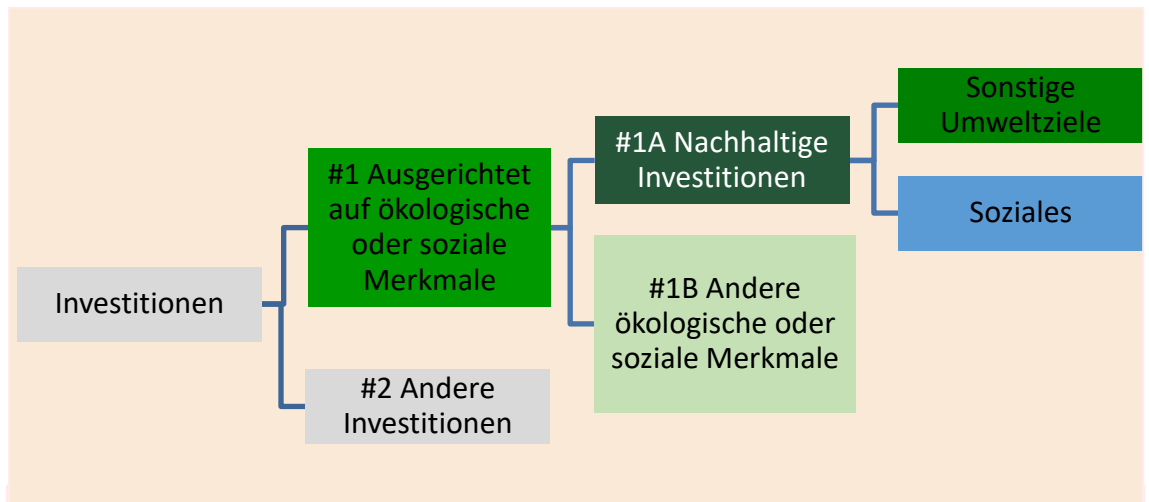 Investitionen
#1 Ausgerichtet
auf ökologische
oder soziale
Merkmale
#2 Andere
Investitionen
#1A Nachhaltige
Investitionen
#1B Andere
ökologische oder
soziale Merkmale
Sonstige
Umweltziele
Soziales